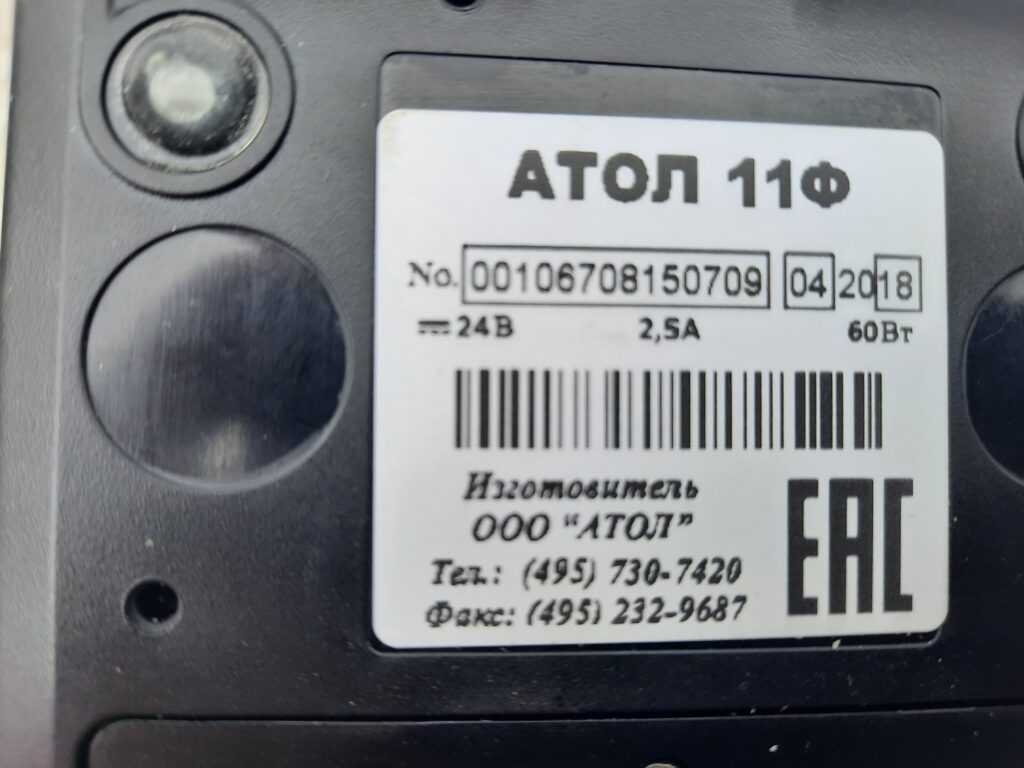 АТОЛ 11Ф
No. 00106708150709 04 2018
24В 2,5А 60Вт
Изготовитель
ООО "АТОЛ"
Тел.: (495) 730-7420
Факс: (495) 232-9687
EAC